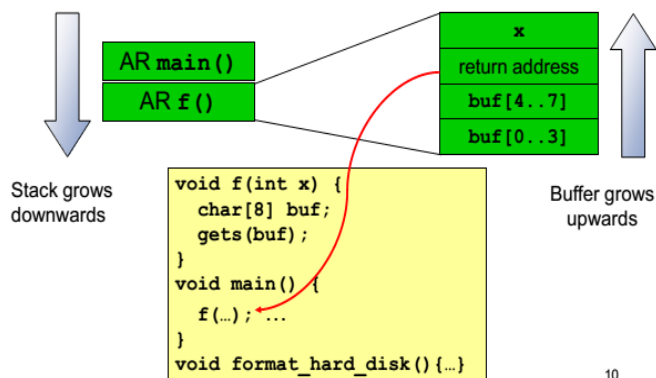 AR main()
AR f()
x
return address
buf[4..7]
buf[0..3]
Stack grows
downwards
Buffer grows
upwards
void f(int x) {
char[8] buf;
gets(buf);
}
void main() {
f(…); …
}
void format_hard_disk(){…}
10